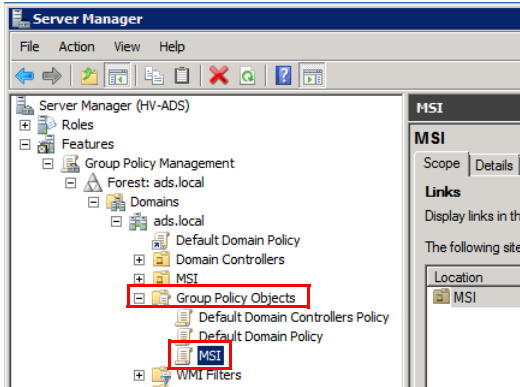 Server Manager
File Action View Help
Server Manager (HV-ADS)
Roles
Features
Group Policy Management
Forest: ads.local
Domains
ads.local
Default Domain Policy
Domain Controllers
MSI
Group Policy Objects
Default Domain Controllers Policy
Default Domain Policy
MSI
WMI Filters
MSI
MSI
Scope Details
Links
Display links in th
The following site
Location
MSI